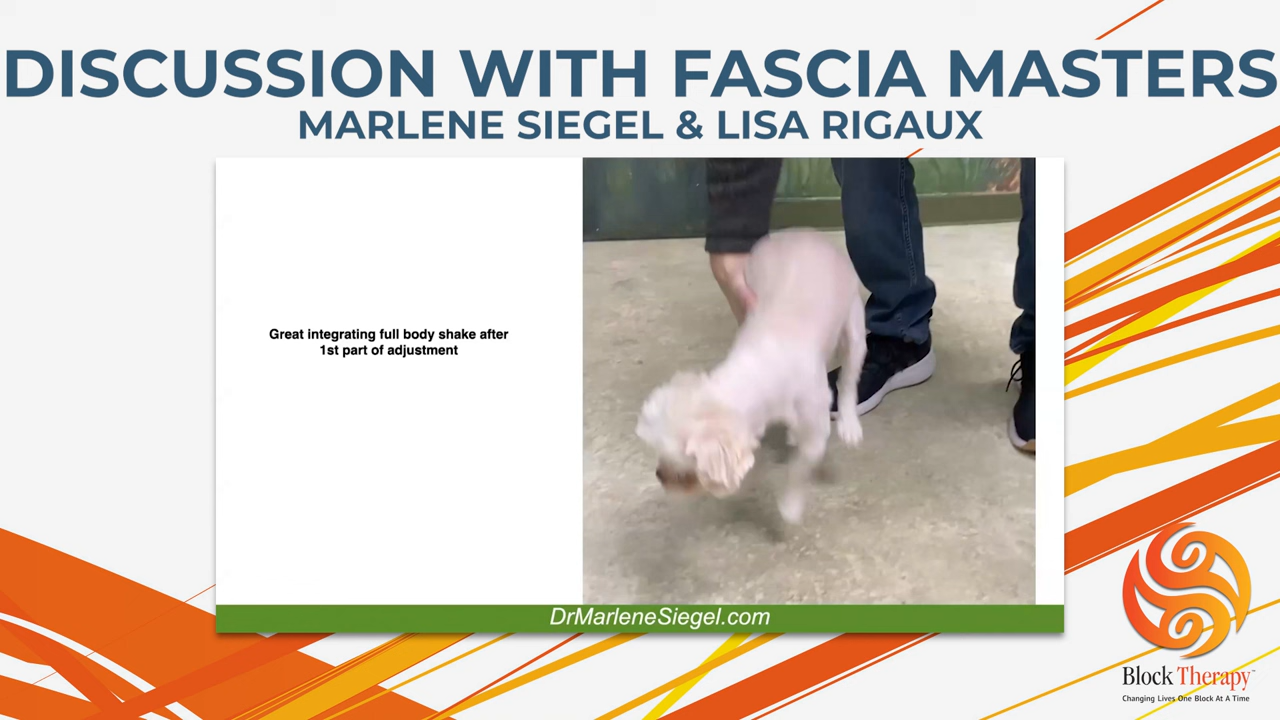 DISCUSSION WITH FASCIA MASTERS
MARLENE SIEGEL & LISA RIGAUX
Great integrating full body shake after
1st part of adjustment
DrMarleneSiegel.com
Block Therapy™
Changing Lives One Block At A Time